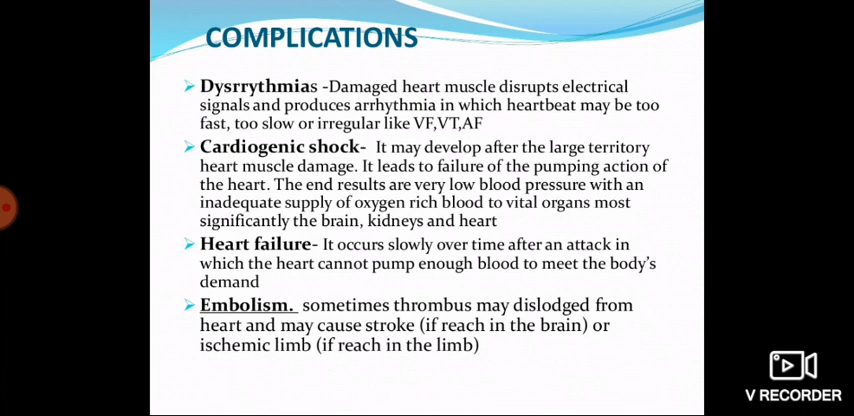 COMPLICATIONS
➢ Dysrrythmias -Damaged heart muscle disrupts electrical
signals and produces arrhythmia in which heartbeat may be too
fast, too slow or irregular like VF,VT,AF
➢ Cardiogenic shock- It may develop after the large territory
heart muscle damage. It leads to failure of the pumping action of
the heart. The end results are very low blood pressure with an
inadequate supply of oxygen rich blood to vital organs most
significantly the brain, kidneys and heart
➢ Heart failure- It occurs slowly over time after an attack in
which the heart cannot pump enough blood to meet the body's
demand
➢ Embolism. sometimes thrombus may dislodged from
heart and may cause stroke (if reach in the brain) or
ischemic limb (if reach in the limb)
V RECORDER